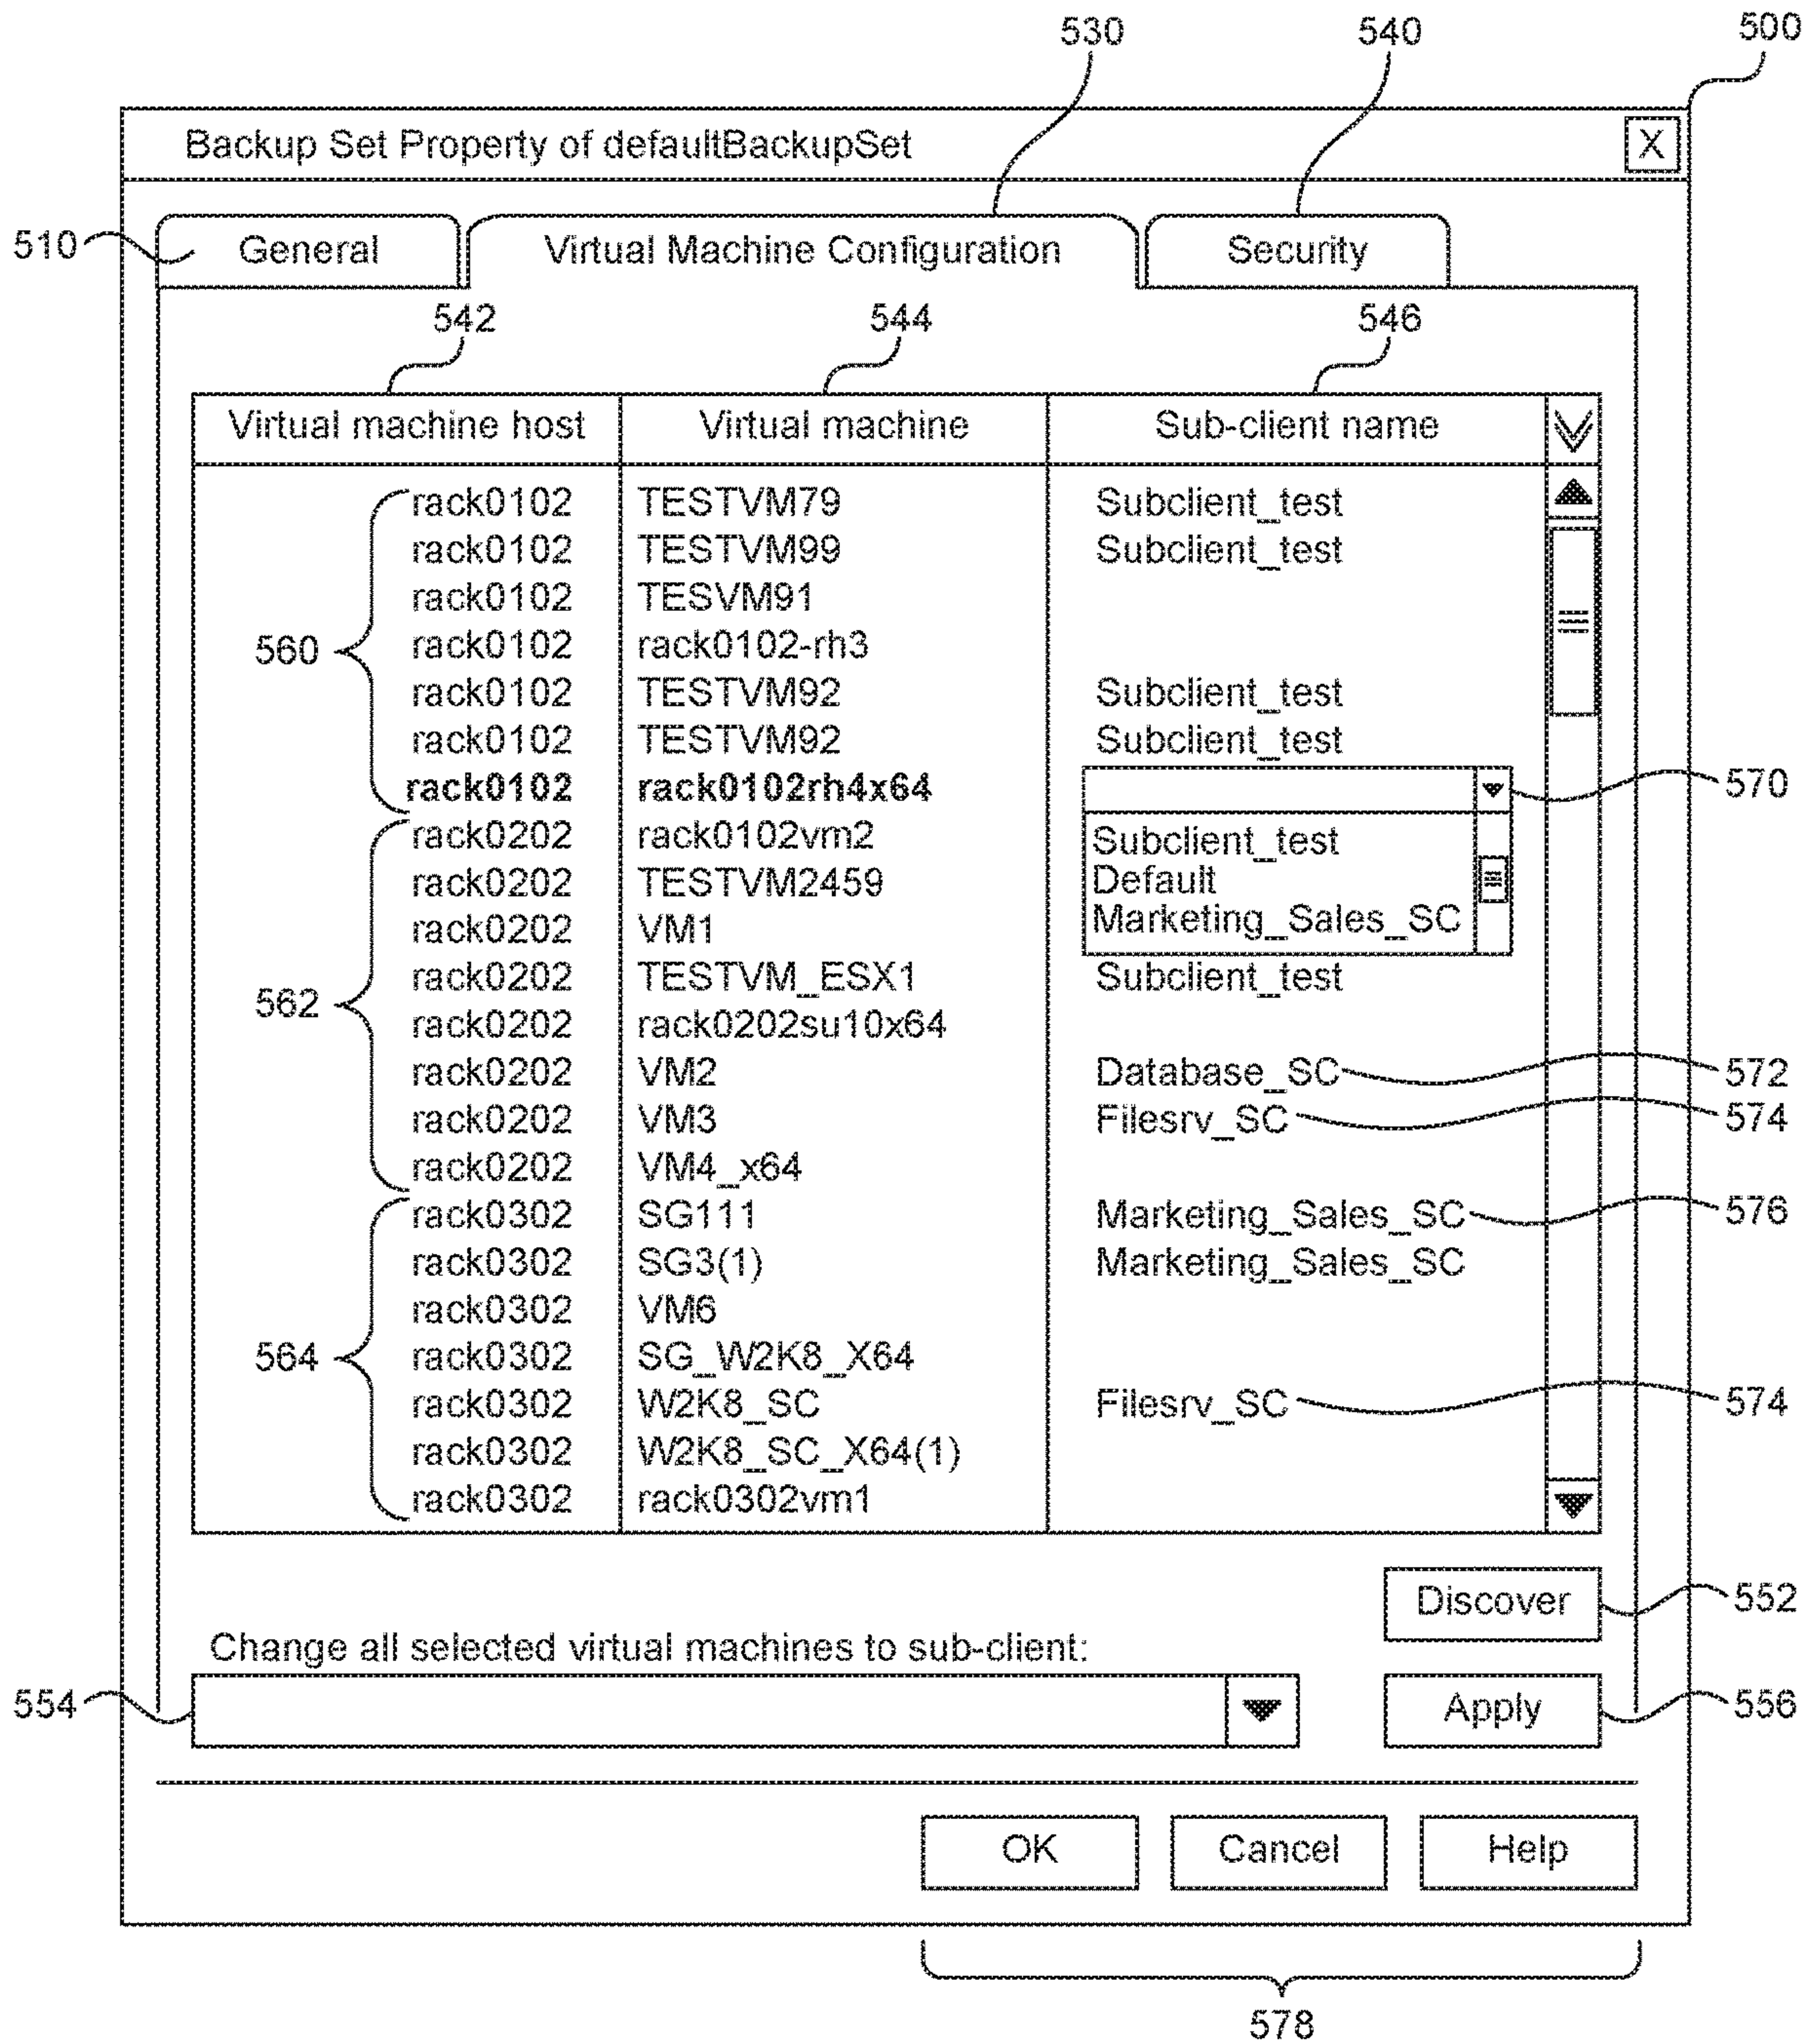 530 540 500
Backup Set Property of defaultBackupSet X
510 General Virtual Machine Configuration Security
542 544 546
Virtual machine host Virtual machine Sub-client name
rack0102 TESTVM79 Subclient_test
rack0102 TESTVM99 Subclient_test
rack0102 TESVM91
560 rack0102 rack0102-rh3
rack0102 TESTVM92 Subclient_test
rack0102 TESTVM92 Subclient_test
rack0102 rack0102rh4x64 570
rack0202 rack0102vm2 Subclient_test
rack0202 TESTVM2459 Default
rack0202 VM1 Marketing_Sales_SC
rack0202 TESTVM_ESX1 Subclient_test
562 rack0202 rack0202su10x64
rack0202 VM2 Database_SC 572
rack0202 VM3 Filesrv_SC 574
rack0202 VM4_x64
rack0302 SG111 Marketing_Sales_SC 576
rack0302 SG3(1) Marketing_Sales_SC
rack0302 VM6
564 rack0302 SG_W2K8_X64
rack0302 W2K8_SC Filesrv_SC 574
rack0302 W2K8_SC_X64(1)
rack0302 rack0302vm1
Discover 552
Change all selected virtual machines to sub-client:
554 Apply 556
OK Cancel Help
578